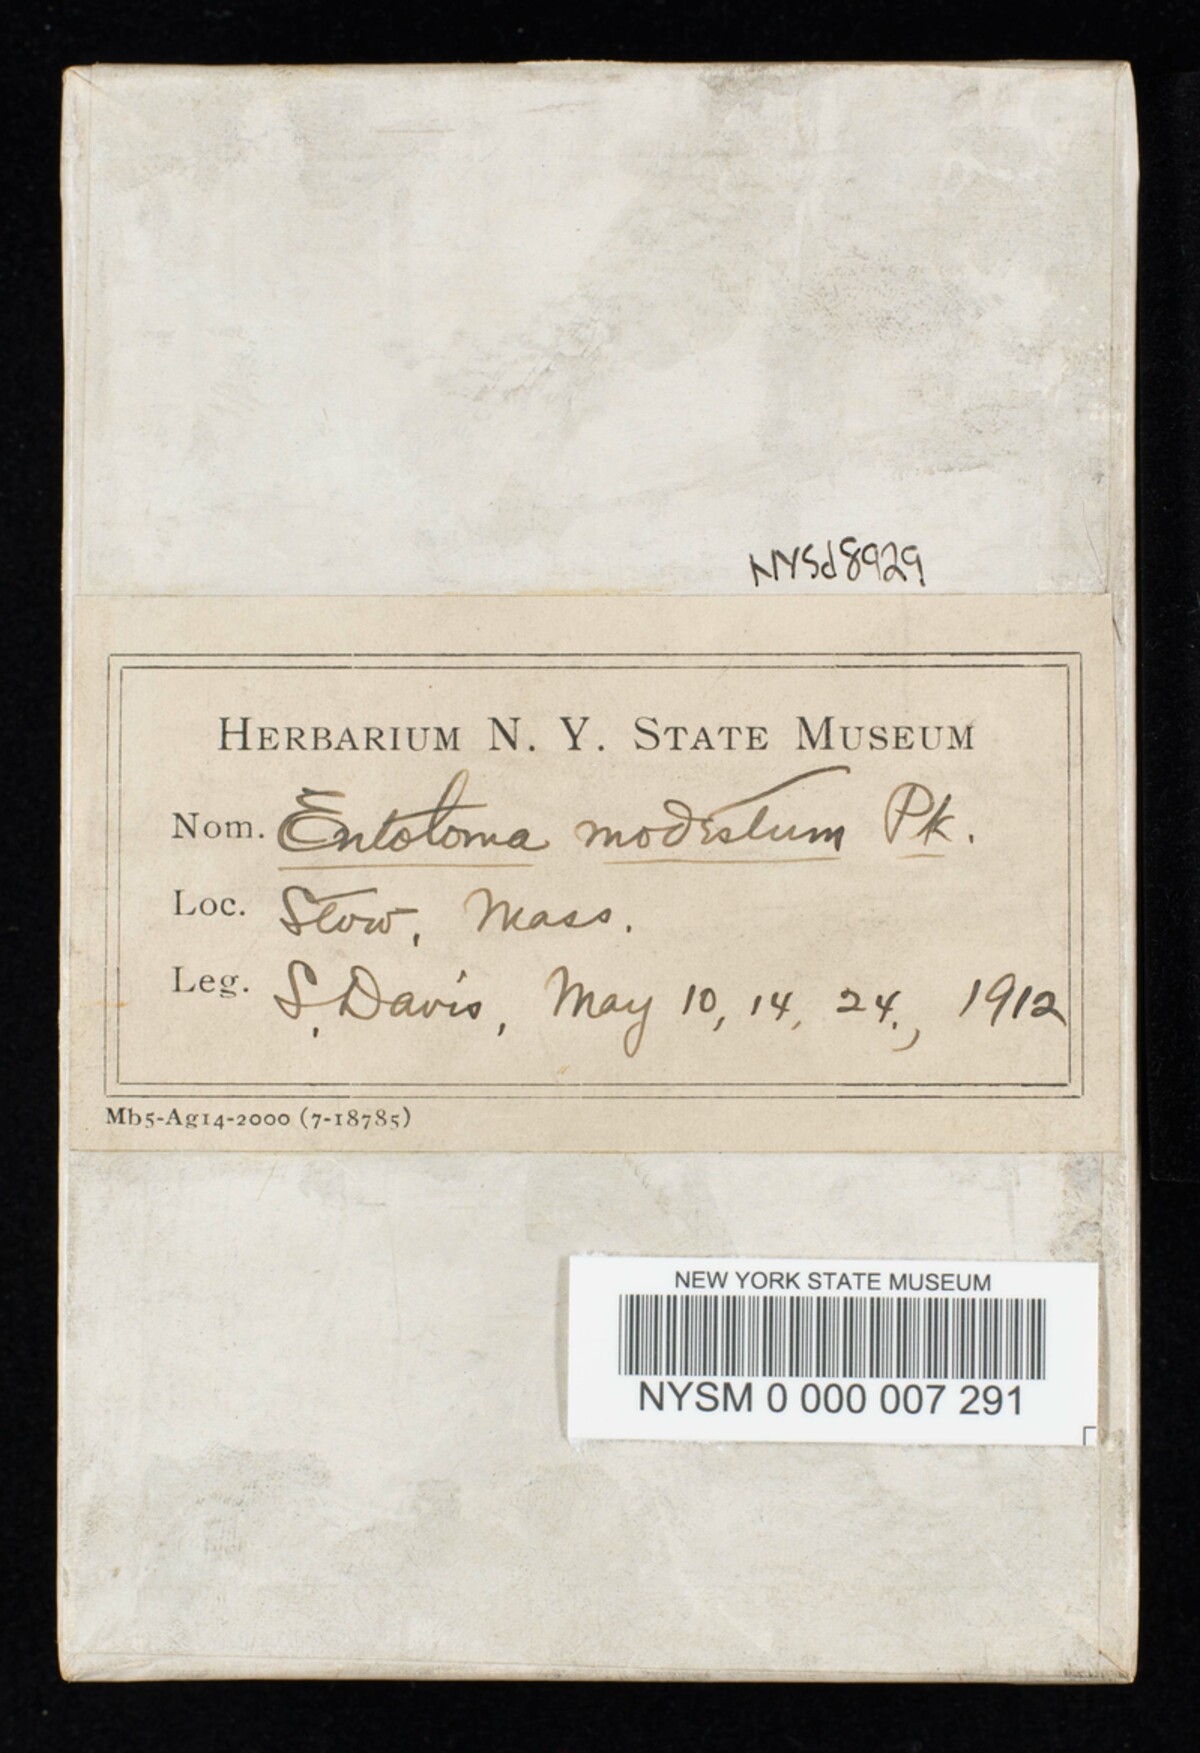 NYSd8929
HERBARIUM N. Y. STATE MUSEUM
Nom. Entoloma modestum Pk.
Loc. Stow, Mass.
Leg. S. Davis, May 10, 14, 24, 1912
Mb5-Ag14-2000 (7-18785)
NEW YORK STATE MUSEUM
NYSM 0 000 007 291